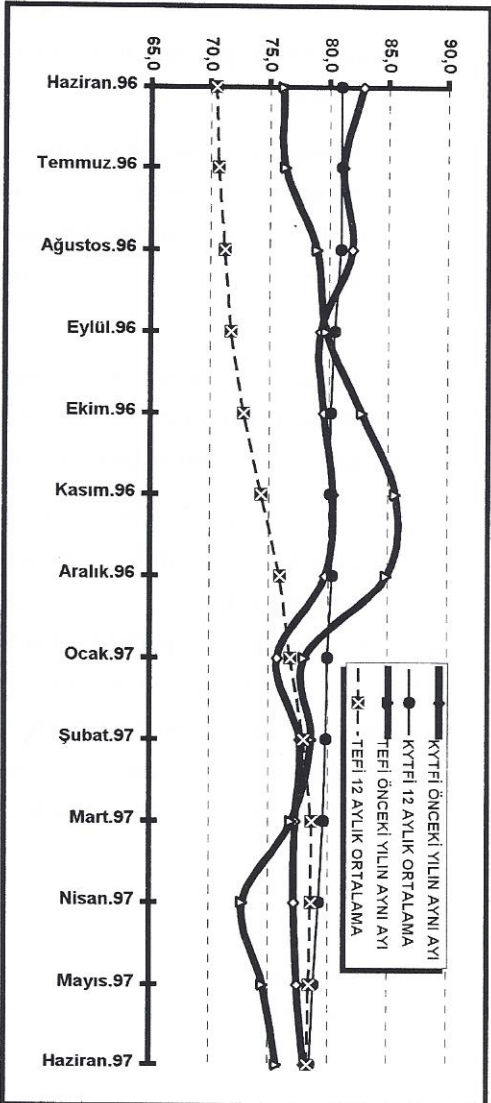 90,0
85,0
80,0
75,0
70,0
65,0
Haziran.96
Temmuz.96
Ağustos.96
Eylül.96
Ekim.96
Kasım.96
Aralık.96
Ocak.97
Şubat.97
Mart.97
Nisan.97
Mayıs.97
Haziran.97
KYTFİ ÖNCEKİ YILIN AYNI AYI
KYTFİ 12 AYLIK ORTALAMA
TEFİ ÖNCEKİ YILIN AYNI AYI
TEFİ 12 AYLIK ORTALAMA